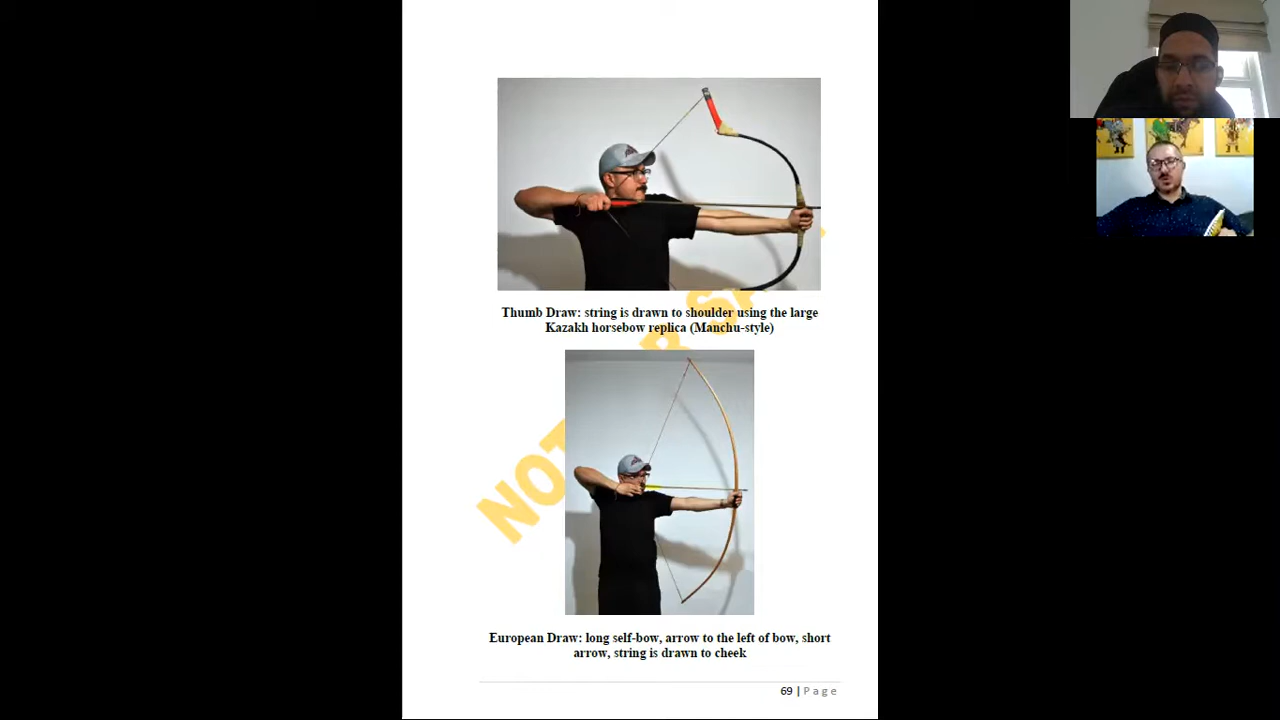 Thumb Draw: string is drawn to shoulder using the large
Kazakh horsebow replica (Manchu-style)
European Draw: long self-bow, arrow to the left of bow, short
arrow, string is drawn to cheek
69 | Page